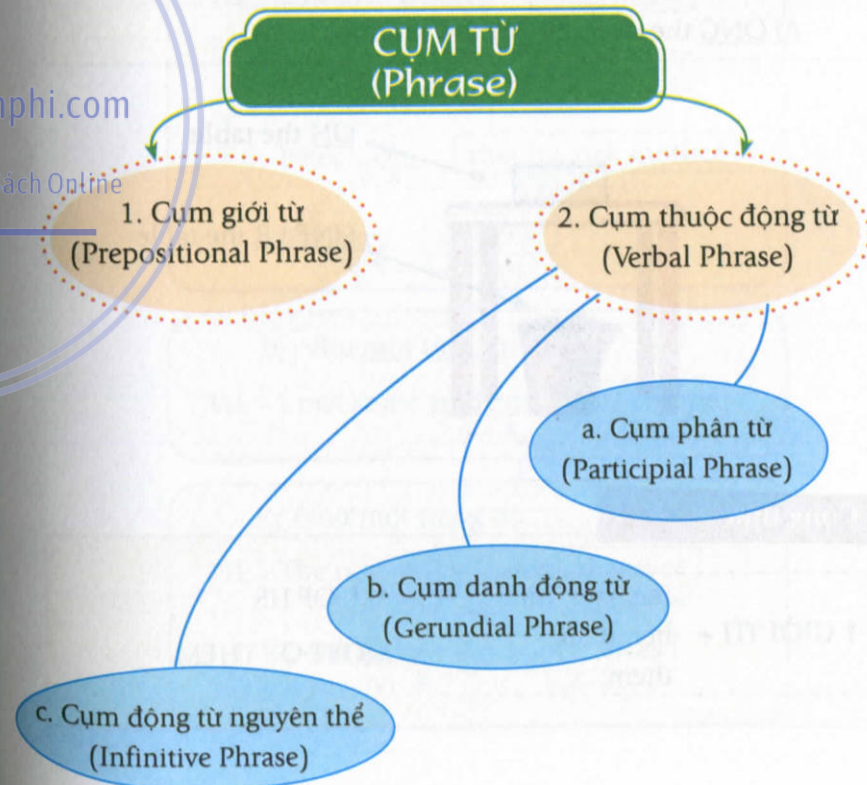 CỤM TỪ
(Phrase)
nphi.com
ách Online
1. Cụm giới từ
(Prepositional Phrase)
2. Cụm thuộc động từ
(Verbal Phrase)
a. Cụm phân từ
(Participial Phrase)
b. Cụm danh động từ
(Gerundial Phrase)
c. Cụm động từ nguyên thể
(Infinitive Phrase)